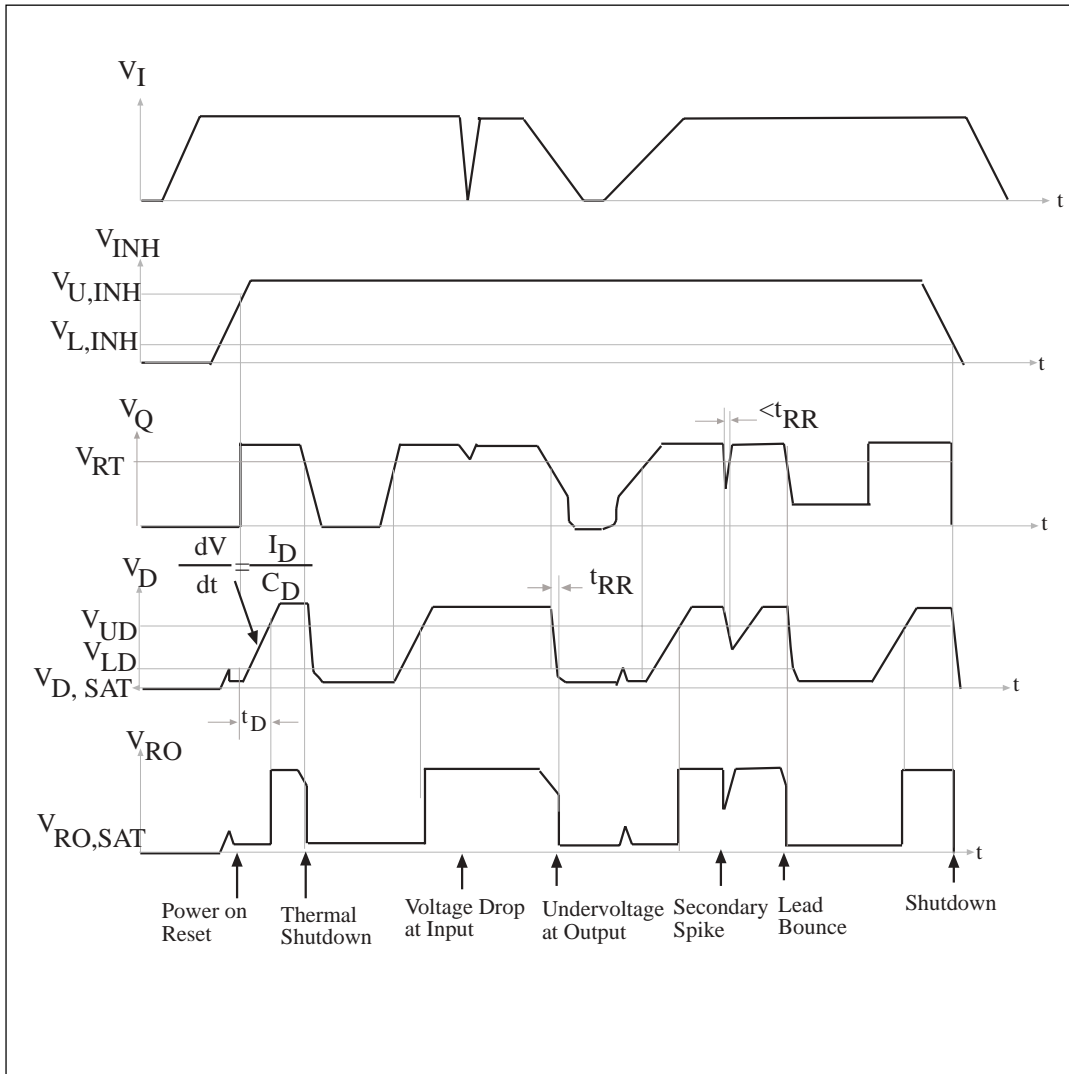 V_I
t
V_INH
V_U,INH
V_L,INH
t
V_Q
<t_RR
V_RT
t
dV/dt = I_D/C_D
V_D
t_RR
V_UD
V_LD
V_D, SAT
t
t_D
V_RO
V_RO,SAT
t
Power on
Reset
Thermal
Shutdown
Voltage Drop
at Input
Undervoltage
at Output
Secondary
Spike
Lead
Bounce
Shutdown